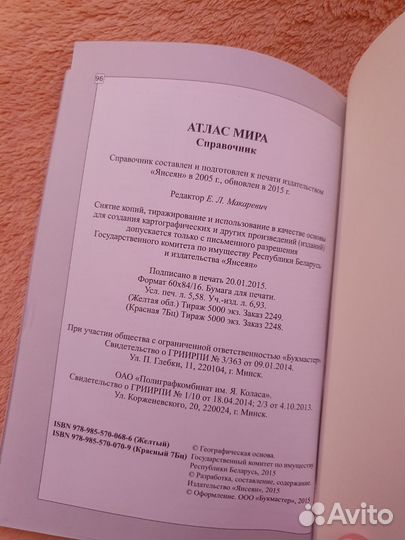 96
АТЛАС МИРА
Справочник
Справочник составлен и подготовлен к печати издательством
«Янсеян» в 2005 г., обновлен в 2015 г.
Редактор Е. Л. Макаревич
Снятие копий, тиражирование и использование в качестве основы
для создания картографических и других произведений (изданий)
допускается только с письменного разрешения
Государственного комитета по имуществу Республики Беларусь
и издательства «Янсеян»
Подписано в печать 20.01.2015.
Формат 60x84/16. Бумага для печати.
Усл. печ. л. 5,58. Уч.-изд. л. 6,93.
(Желтая обл.) Тираж 5000 экз. Заказ 2249.
(Красная 7Бц) Тираж 5000 экз. Заказ 2248.
При участии общества с ограниченной ответственностью «Букмастер»
Свидетельство о ГРИИРПИ № 3/363 от 09.01.2014.
Ул. П. Глебки, 11, 220104, г. Минск.
ОАО «Полиграфкомбинат им. Я. Коласа».
Свидетельство о ГРИИРПИ № 1/10 от 18.04.2014; 2/3 от 4.10.2013.
Ул. Корженевского, 20, 220024, г. Минск.
ISBN 978-985-570-068-6 (Желтый)
ISBN 978-985-570-070-9 (Красный 7Бц)
© Географическая основа.
Государственный комитет по имуществу
Республики Беларусь, 2015
© Разработка, составление, содержание.
Издательство «Янсеян», 2015
© Оформление. ООО «Букмастер», 2015
Avito